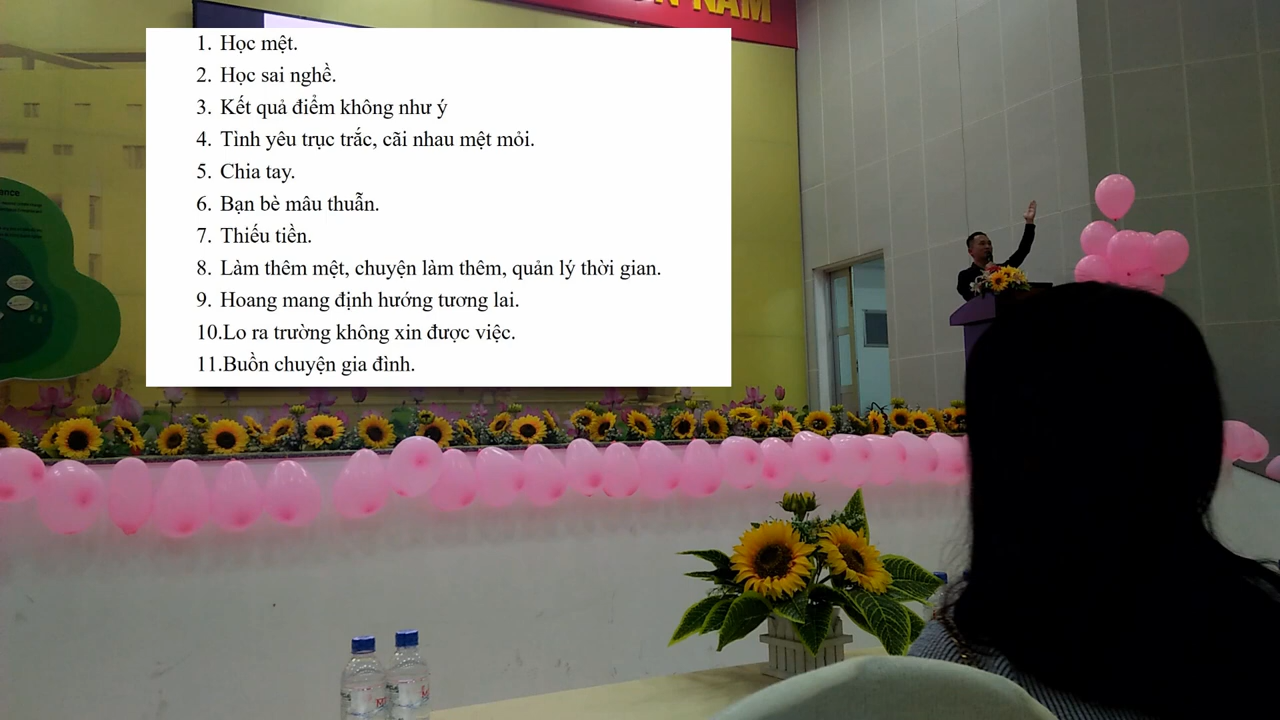 N NAM
1. Học mệt.
2. Học sai nghề.
3. Kết quả điểm không như ý
4. Tình yêu trục trắc, cãi nhau mệt mỏi.
5. Chia tay.
6. Bạn bè mâu thuẫn.
7. Thiếu tiền.
8. Làm thêm mệt, chuyện làm thêm, quản lý thời gian.
9. Hoang mang định hướng tương lai.
10.Lo ra trường không xin được việc.
11.Buồn chuyện gia đình.
ance